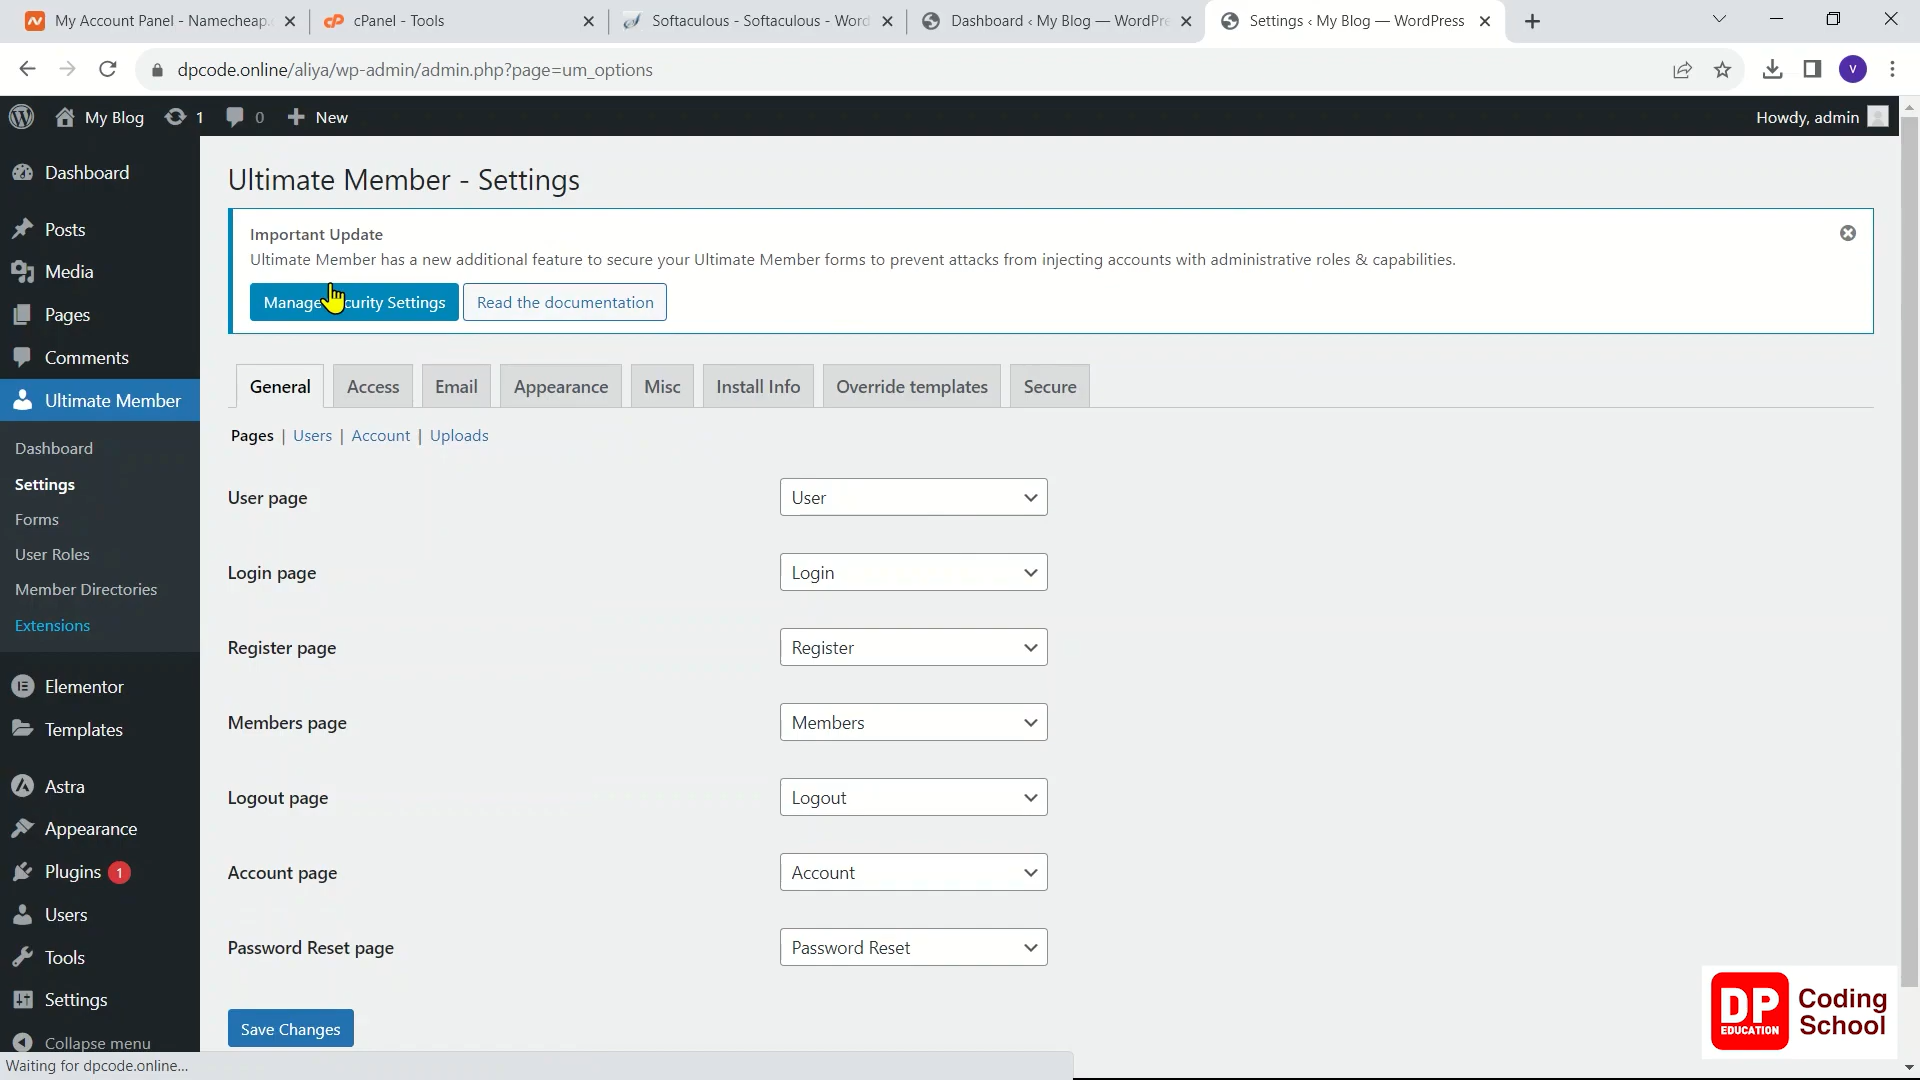 My Account Panel - Namecheap.
cPanel - Tools
Softaculous - Softaculous - Word
Dashboard ‹ My Blog — WordPre
Settings ‹ My Blog — WordPress
dpcode.online/aliya/wp-admin/admin.php?page=um_options
V
My Blog
1
0
New
Howdy, admin
Dashboard
Posts
Media
Pages
Comments
Ultimate Member
Dashboard
Settings
Forms
User Roles
Member Directories
Extensions
Elementor
Templates
Astra
Appearance
Plugins 1
Users
Tools
Settings
Collapse menu
Ultimate Member - Settings
Important Update
Ultimate Member has a new additional feature to secure your Ultimate Member forms to prevent attacks from injecting accounts with administrative roles & capabilities.
Manage curity Settings
Read the documentation
General
Access
Email
Appearance
Misc
Install Info
Override templates
Secure
Pages | Users | Account | Uploads
User page
User
Login page
Login
Register page
Register
Members page
Members
Logout page
Logout
Account page
Account
Password Reset page
Password Reset
Save Changes
DP
EDUCATION
Coding
School
Waiting for dpcode.online...